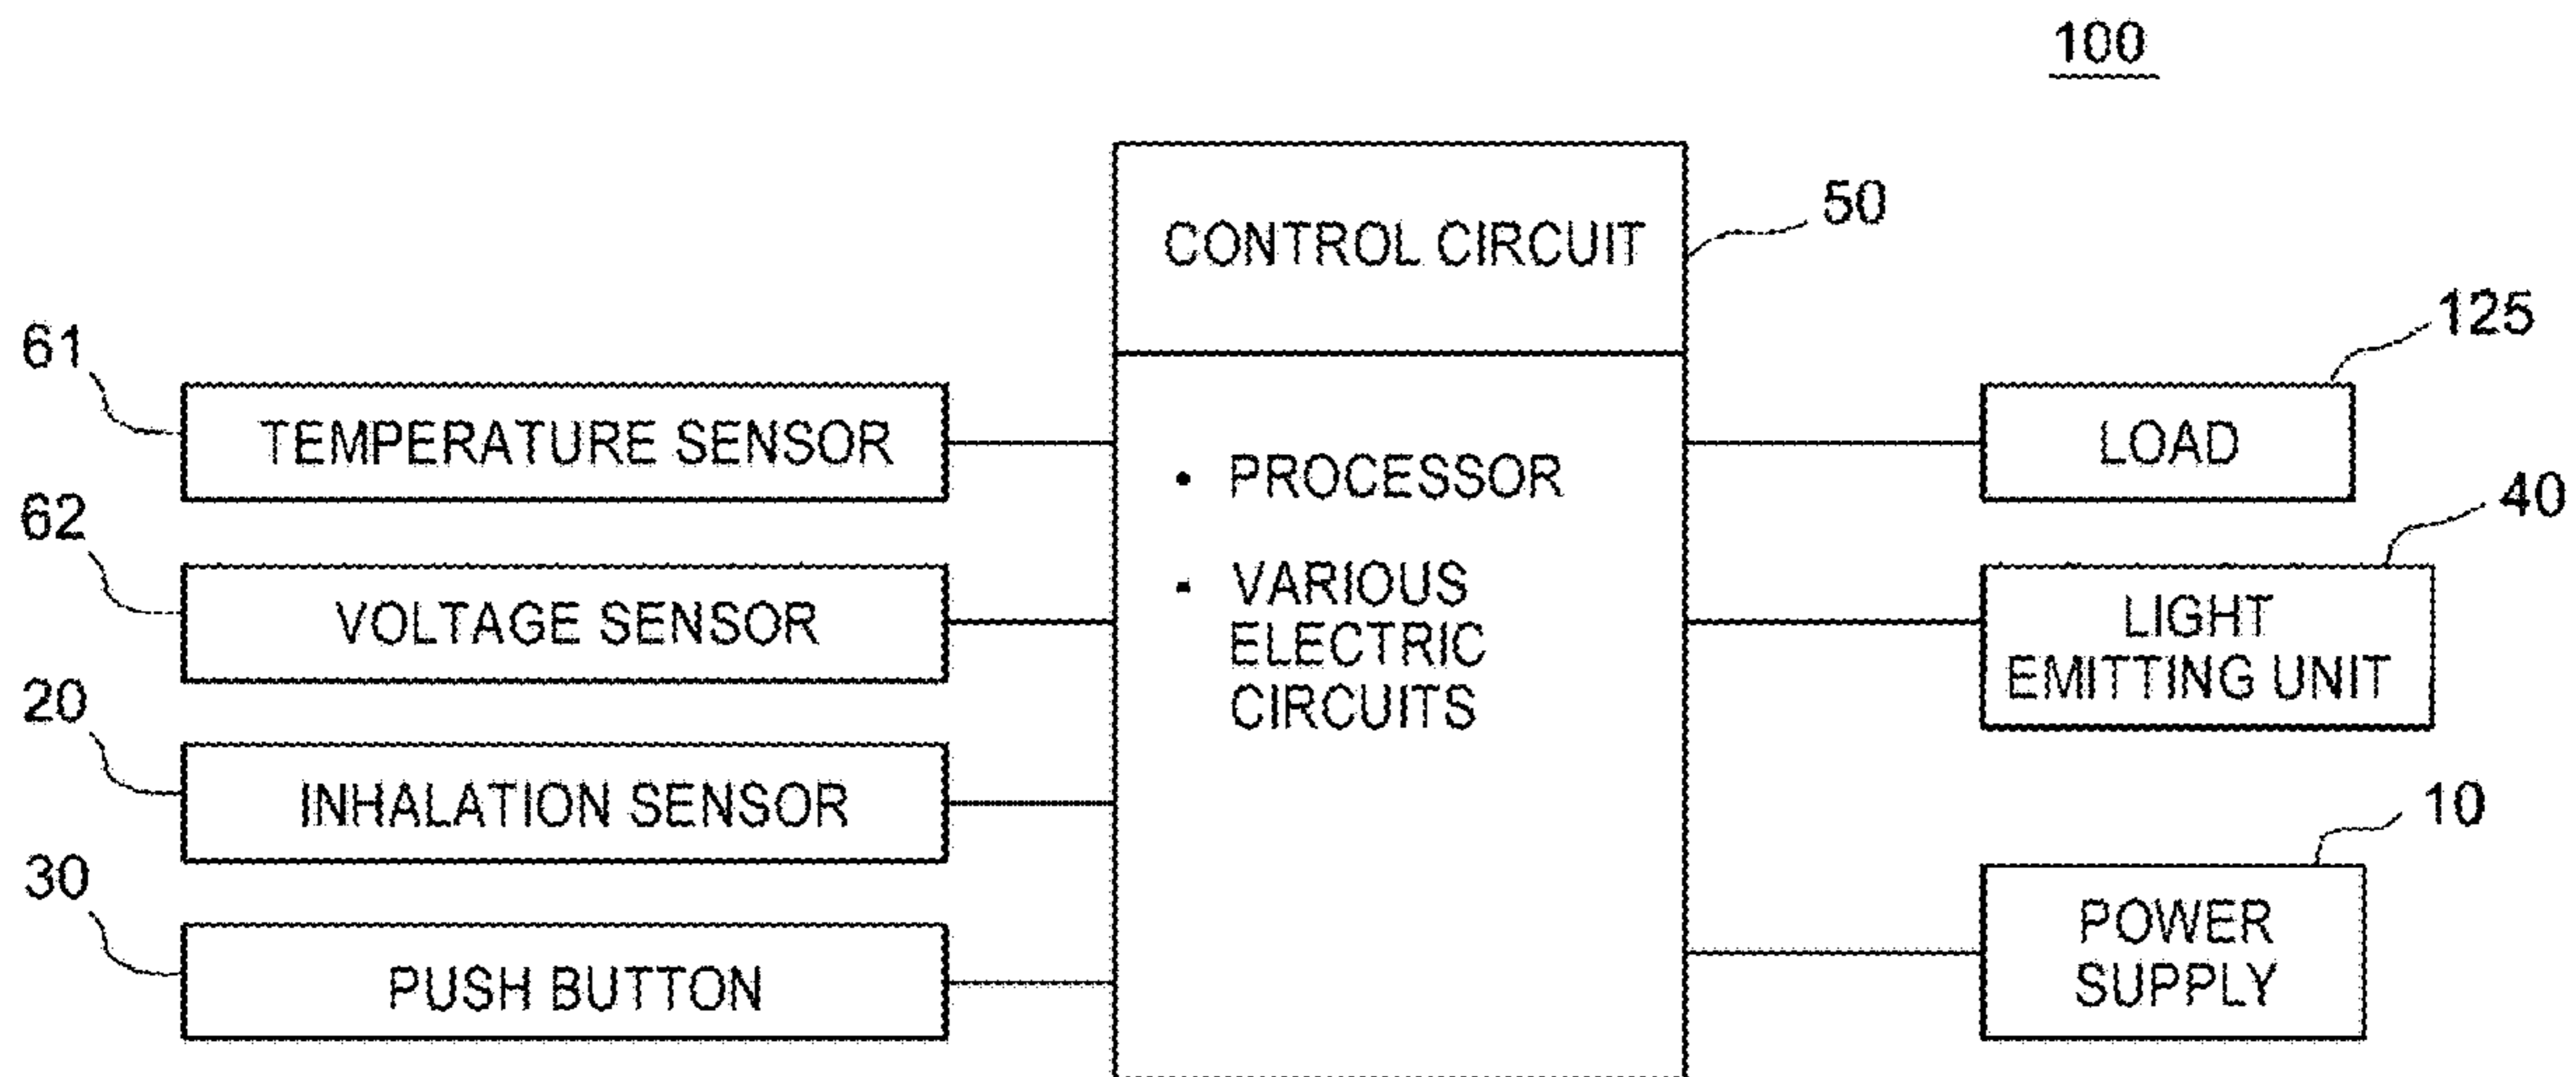 100
CONTROL CIRCUIT
50
61
TEMPERATURE SENSOR
62
VOLTAGE SENSOR
20
INHALATION SENSOR
30
PUSH BUTTON
• PROCESSOR
• VARIOUS
ELECTRIC
CIRCUITS
125
LOAD
40
LIGHT
EMITTING UNIT
10
POWER
SUPPLY